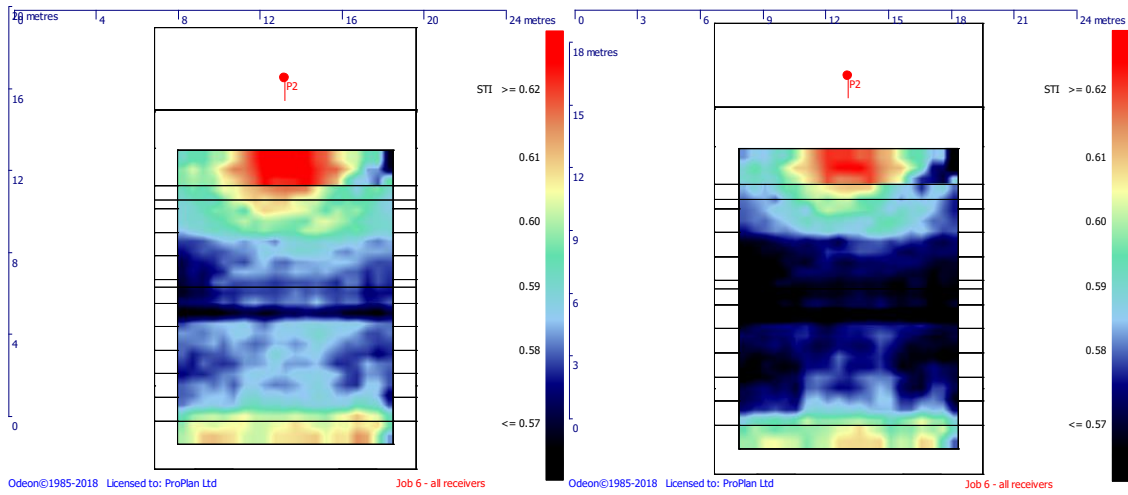 20 metres 0 4 8 12 16 20 24 metres
16
12
8
4
0
P2
STI >= 0.62
0.61
0.60
0.59
0.58
<= 0.57
Odeon©1985-2018 Licensed to: ProPlan Ltd
Job 6 - all receivers
0 3 6 9 12 15 18 21 24 metres
18 metres
15
12
9
6
3
0
P2
STI >= 0.62
0.61
0.60
0.59
0.58
<= 0.57
Odeon©1985-2018 Licensed to: ProPlan Ltd
Job 6 - all receivers